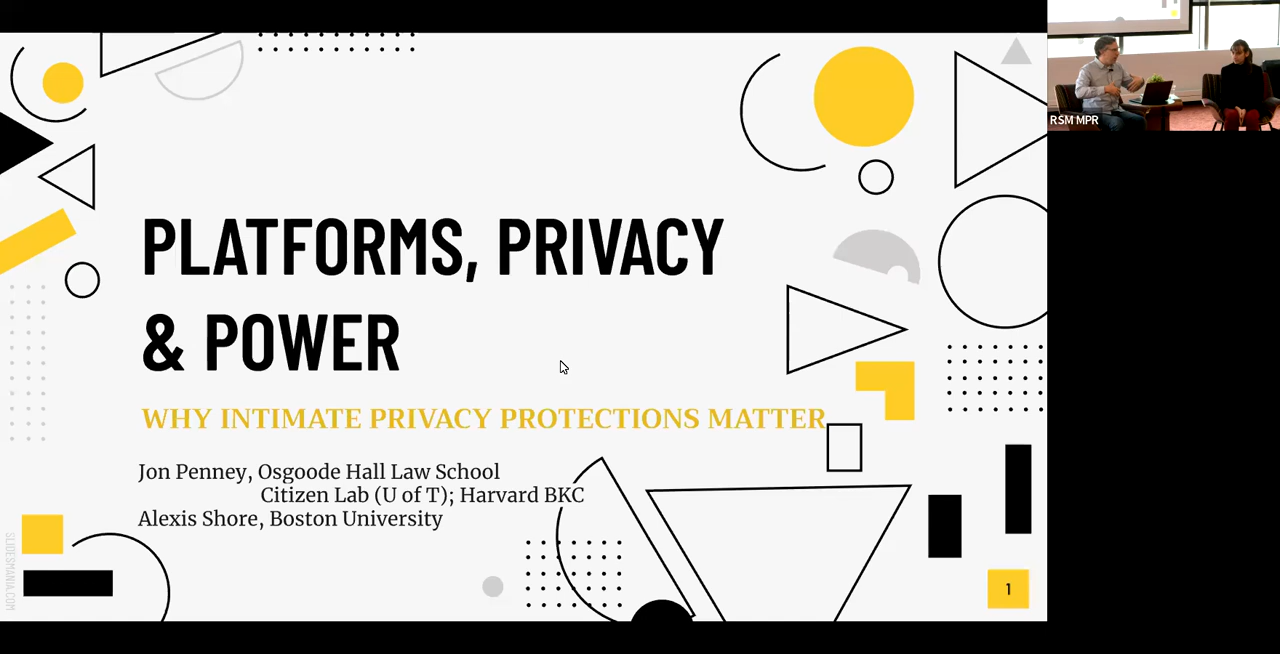 PLATFORMS, PRIVACY
& POWER
WHY INTIMATE PRIVACY PROTECTIONS MATTER
Jon Penney, Osgoode Hall Law School
Citizen Lab (U of T); Harvard BKC
Alexis Shore, Boston University
SLIDESMANIA.COM
1
RSM MPR